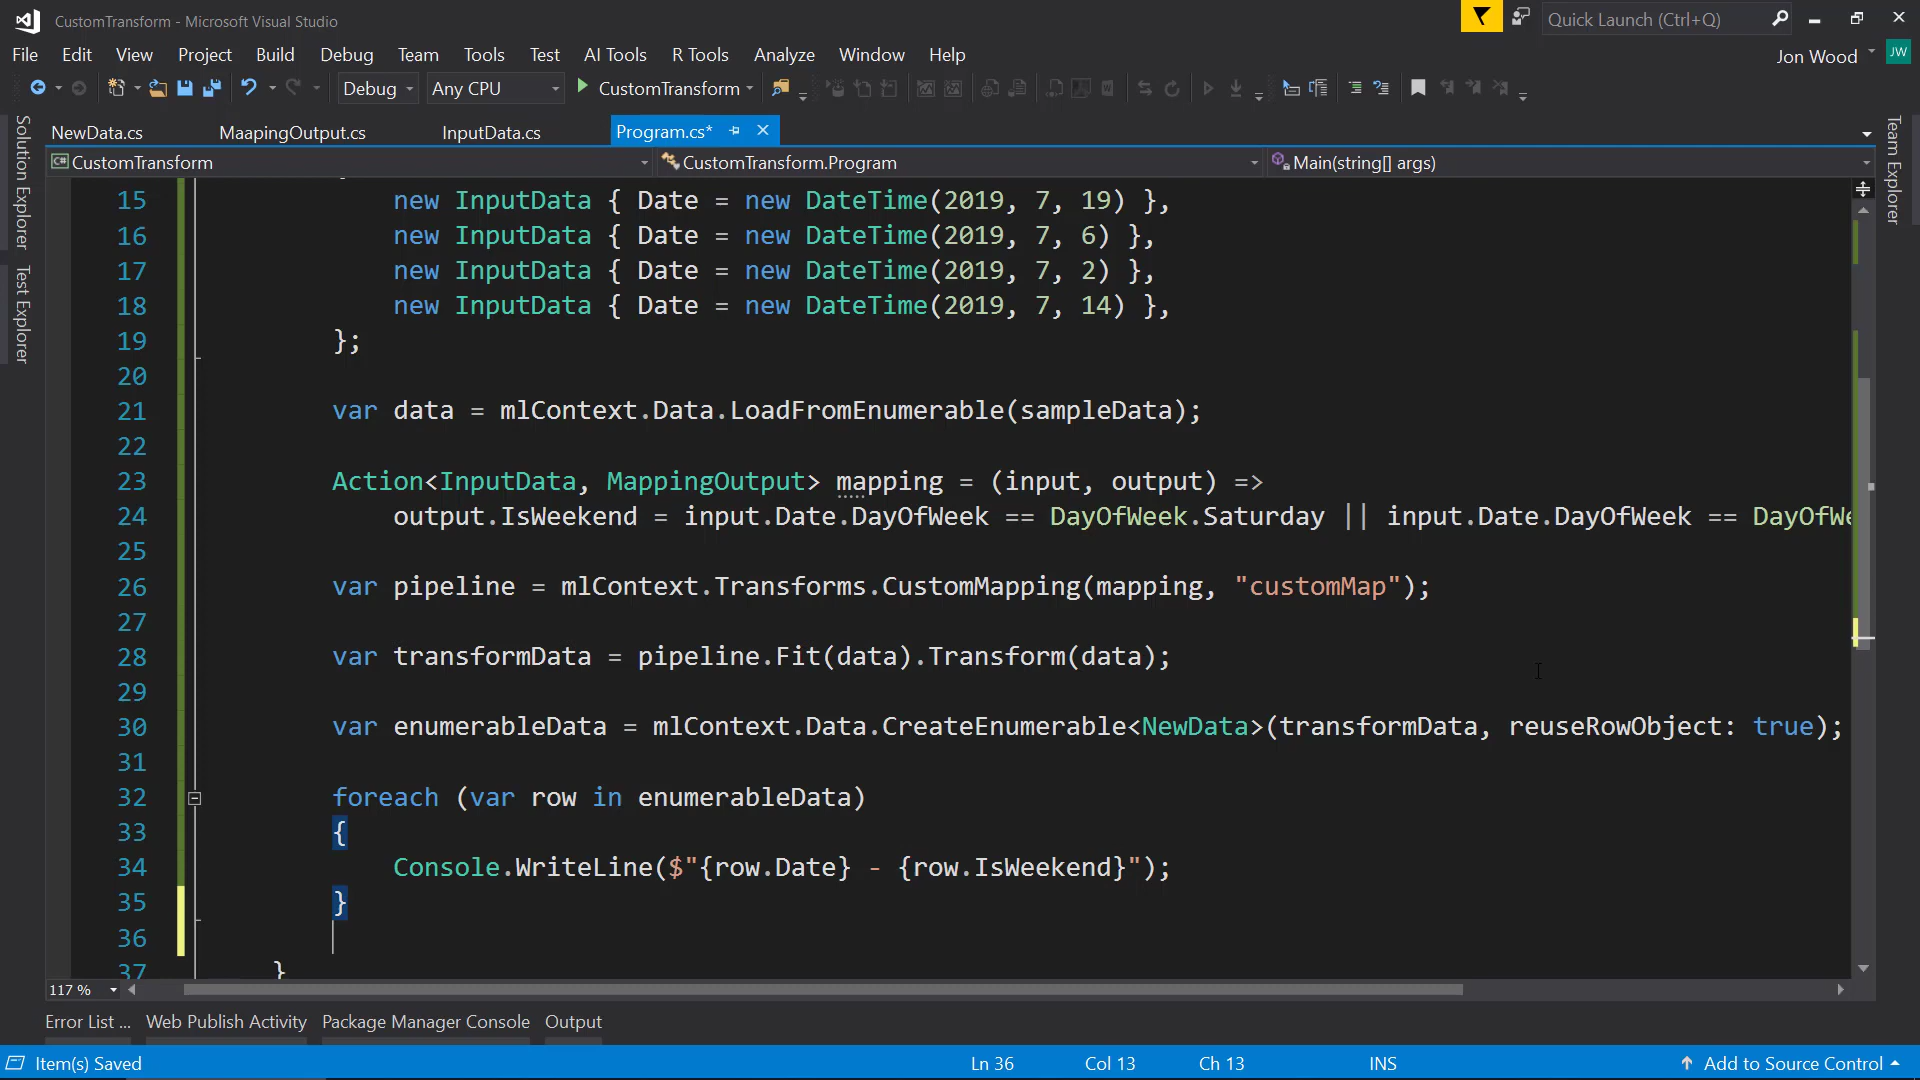 CustomTransform - Microsoft Visual Studio
Quick Launch (Ctrl+Q)
File Edit View Project Build Debug Team Tools Test AI Tools R Tools Analyze Window Help
Jon Wood JW
Debug Any CPU CustomTransform
NewData.cs MaapingOutput.cs InputData.cs Program.cs*
CustomTransform CustomTransform.Program Main(string[] args)
Solution Explorer
Test Explorer
Team Explorer
15 new InputData { Date = new DateTime(2019, 7, 19) },
16 new InputData { Date = new DateTime(2019, 7, 6) },
17 new InputData { Date = new DateTime(2019, 7, 2) },
18 new InputData { Date = new DateTime(2019, 7, 14) },
19 };
20
21 var data = mlContext.Data.LoadFromEnumerable(sampleData);
22
23 Action<InputData, MappingOutput> mapping = (input, output) =>
24 output.IsWeekend = input.Date.DayOfWeek == DayOfWeek.Saturday || input.Date.DayOfWeek == DayOfWe
25
26 var pipeline = mlContext.Transforms.CustomMapping(mapping, "customMap");
27
28 var transformData = pipeline.Fit(data).Transform(data);
29
30 var enumerableData = mlContext.Data.CreateEnumerable<NewData>(transformData, reuseRowObject: true);
31
32 foreach (var row in enumerableData)
33 {
34 Console.WriteLine($"{row.Date} - {row.IsWeekend}");
35 }
36
37 }
117 %
Error List ... Web Publish Activity Package Manager Console Output
Item(s) Saved Ln 36 Col 13 Ch 13 INS Add to Source Control